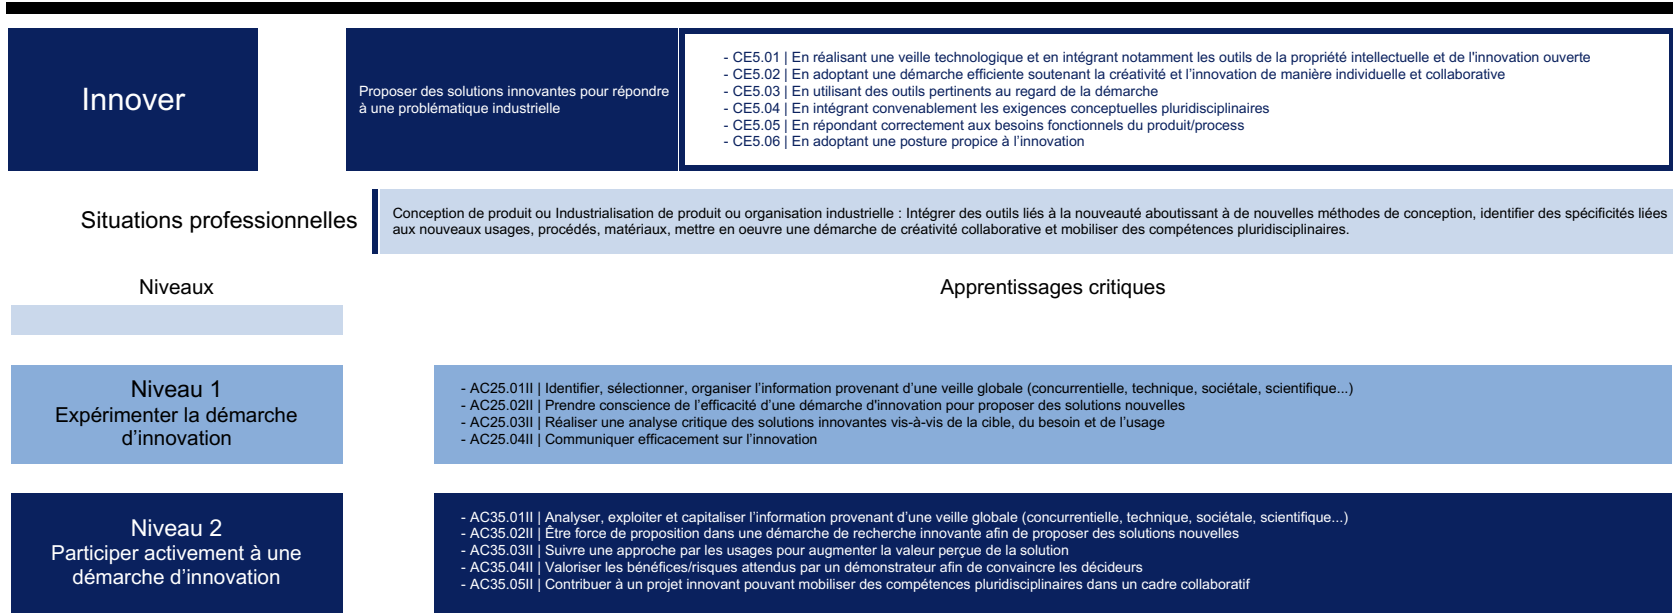 Innover
Proposer des solutions innovantes pour répondre
à une problématique industrielle
- CE5.01 | En réalisant une veille technologique et en intégrant notamment les outils de la propriété intellectuelle et de l'innovation ouverte
- CE5.02 | En adoptant une démarche efficiente soutenant la créativité et l’innovation de manière individuelle et collaborative
- CE5.03 | En utilisant des outils pertinents au regard de la démarche
- CE5.04 | En intégrant convenablement les exigences conceptuelles pluridisciplinaires
- CE5.05 | En répondant correctement aux besoins fonctionnels du produit/process
- CE5.06 | En adoptant une posture propice à l’innovation
Situations professionnelles
Conception de produit ou Industrialisation de produit ou organisation industrielle : Intégrer des outils liés à la nouveauté aboutissant à de nouvelles méthodes de conception, identifier des spécificités liées
aux nouveaux usages, procédés, matériaux, mettre en oeuvre une démarche de créativité collaborative et mobiliser des compétences pluridisciplinaires.
Niveaux
Apprentissages critiques
Niveau 1
Expérimenter la démarche
d’innovation
- AC25.01II | Identifier, sélectionner, organiser l’information provenant d’une veille globale (concurrentielle, technique, sociétale, scientifique...)
- AC25.02II | Prendre conscience de l’efficacité d’une démarche d'innovation pour proposer des solutions nouvelles
- AC25.03II | Réaliser une analyse critique des solutions innovantes vis-à-vis de la cible, du besoin et de l’usage
- AC25.04II | Communiquer efficacement sur l’innovation
Niveau 2
Participer activement à une
démarche d’innovation
- AC35.01II | Analyser, exploiter et capitaliser l’information provenant d’une veille globale (concurrentielle, technique, sociétale, scientifique...)
- AC35.02II | Être force de proposition dans une démarche de recherche innovante afin de proposer des solutions nouvelles
- AC35.03II | Suivre une approche par les usages pour augmenter la valeur perçue de la solution
- AC35.04II | Valoriser les bénéfices/risques attendus par un démonstrateur afin de convaincre les décideurs
- AC35.05II | Contribuer à un projet innovant pouvant mobiliser des compétences pluridisciplinaires dans un cadre collaboratif